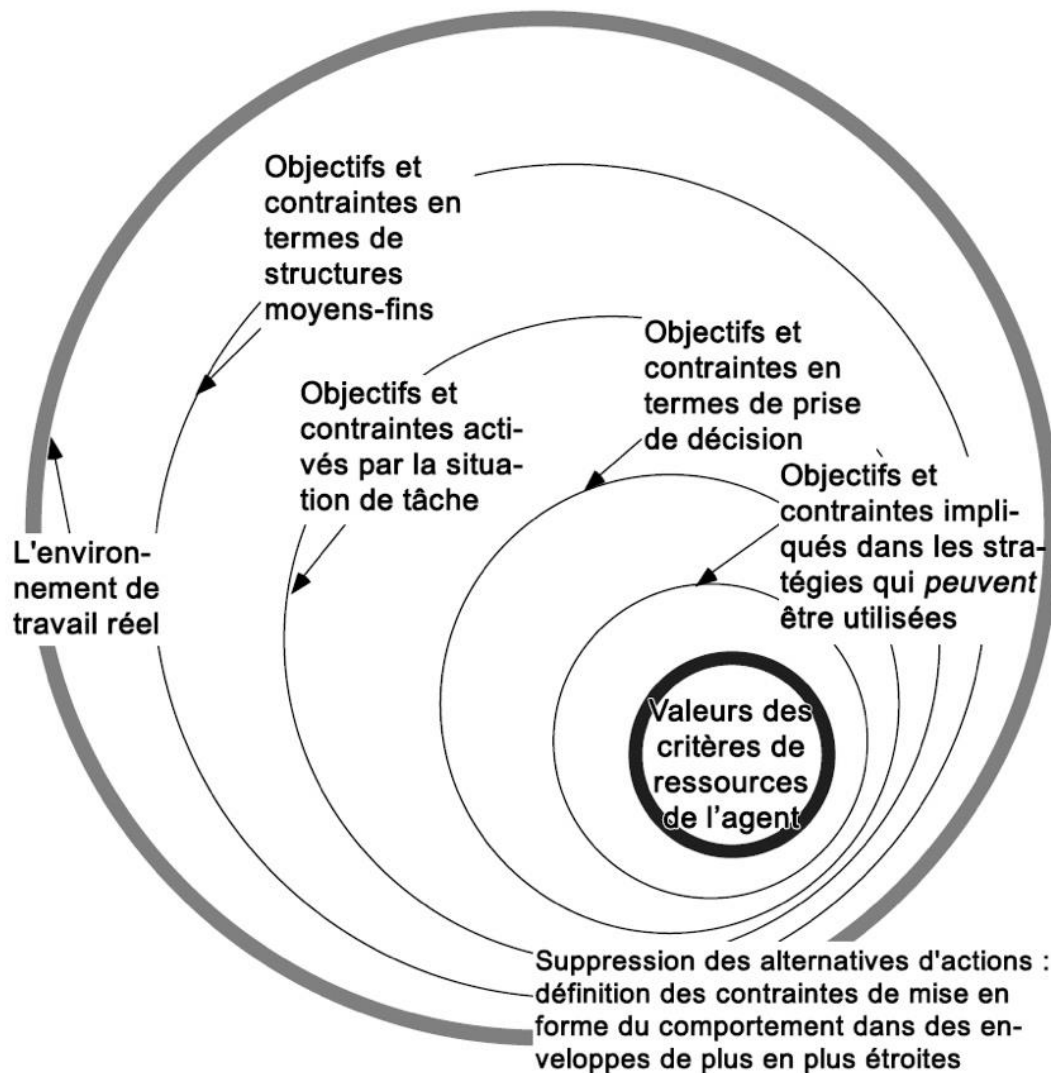 Objectifs et
contraintes en
termes de
structures
moyens-fins
Objectifs et
contraintes acti-
vés par la situa-
tion de tâche
Objectifs et
contraintes en
termes de prise
de décision
Objectifs et
contraintes impli-
qués dans les stra-
tégies qui peuvent
être utilisées
L'environ-
nement de
travail réel
Valeurs des
critères de
ressources
de l'agent
Suppression des alternatives d'actions :
définition des contraintes de mise en
forme du comportement dans des en-
veloppes de plus en plus étroites